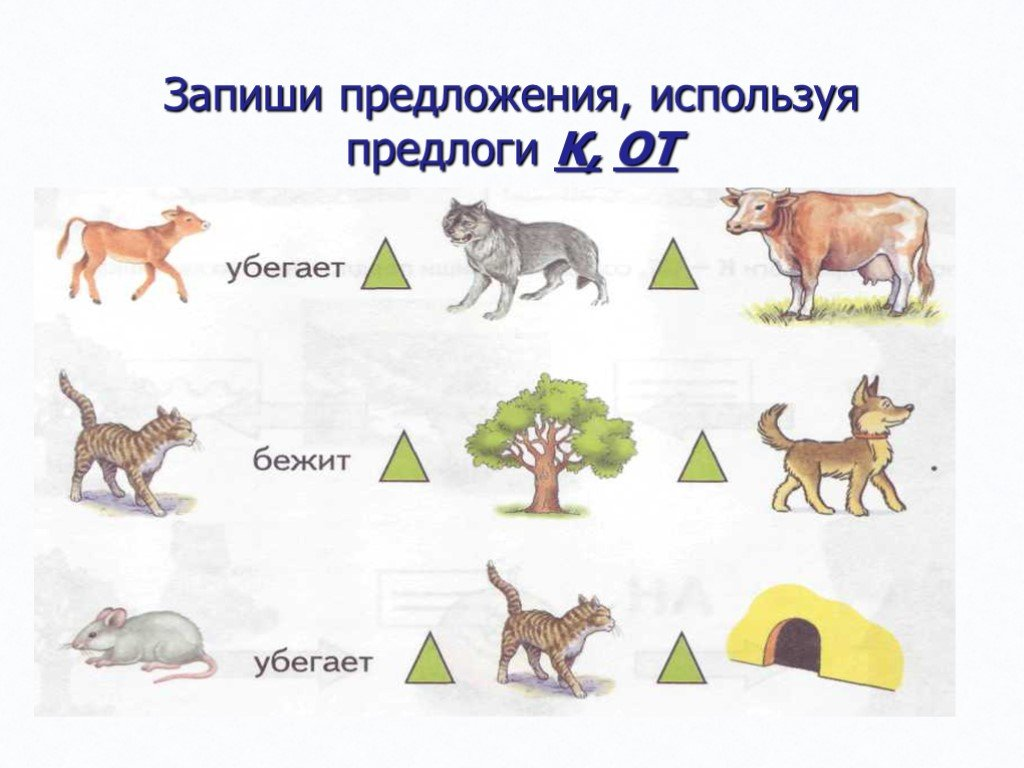 Запиши предложения, используя
предлоги К, ОТ
убегает
бежит
.
убегает